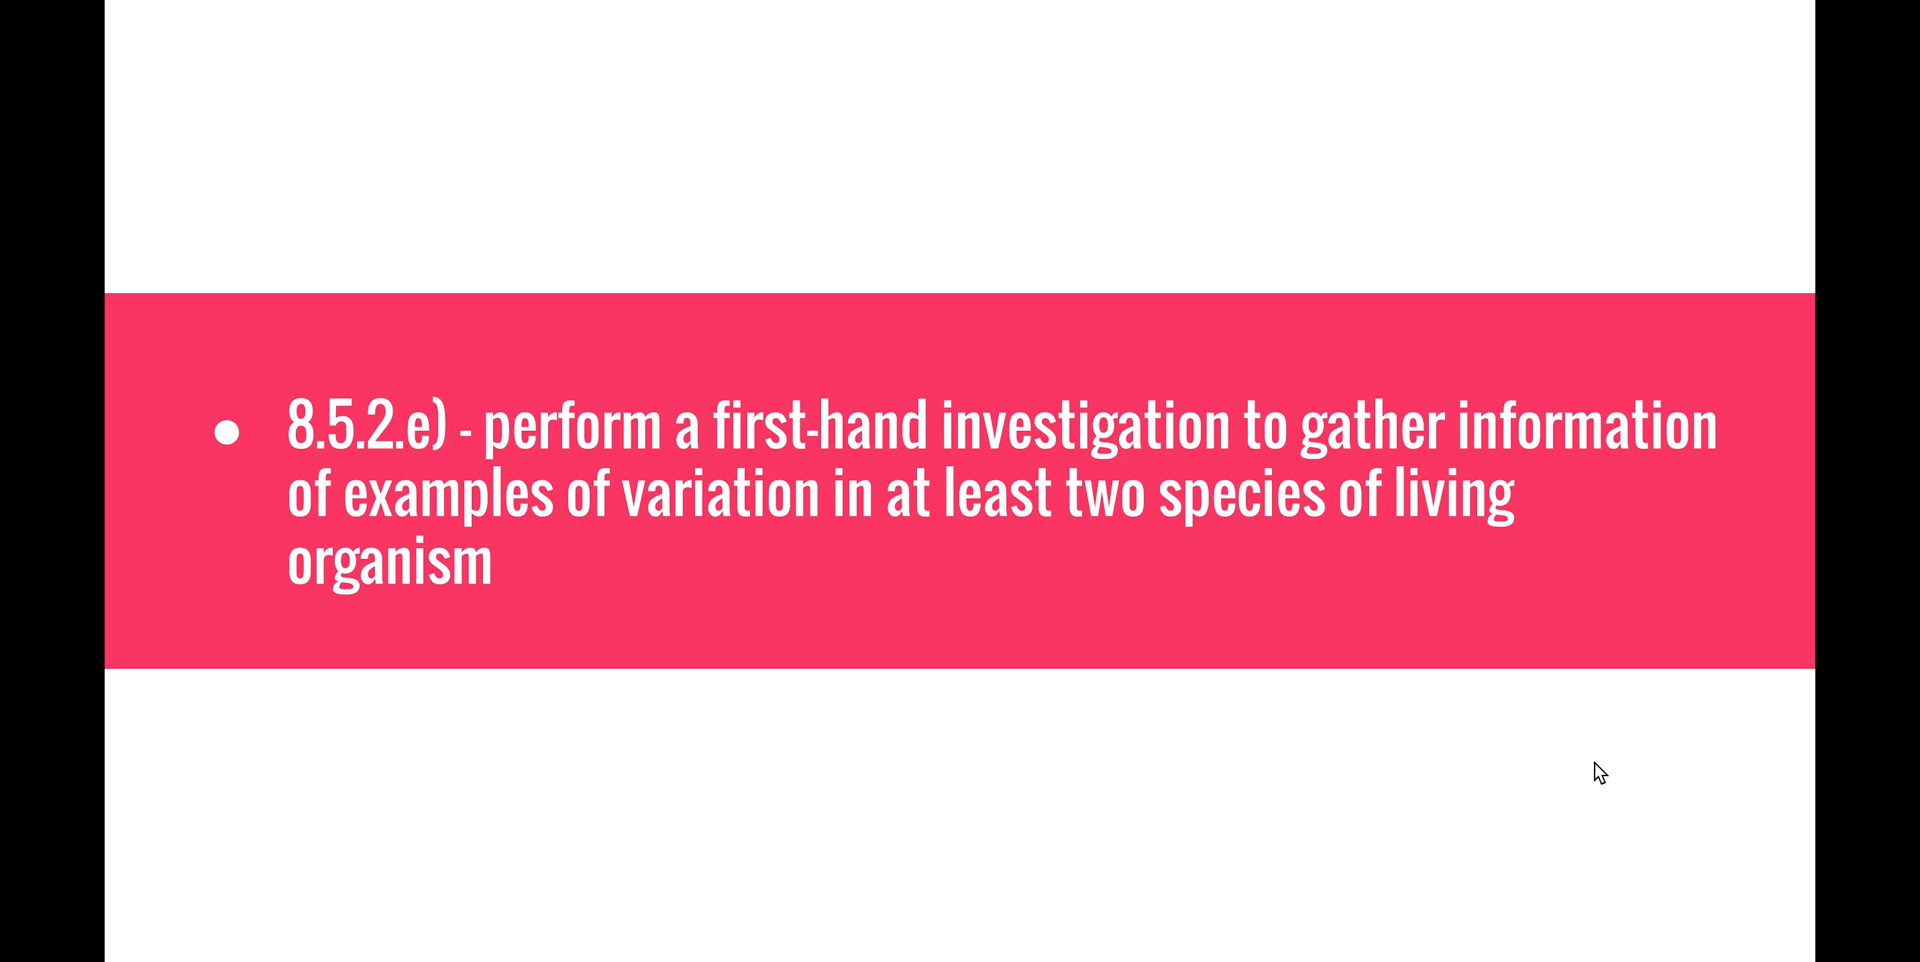 ● 8.5.2.e) - perform a first-hand investigation to gather information
of examples of variation in at least two species of living
organism